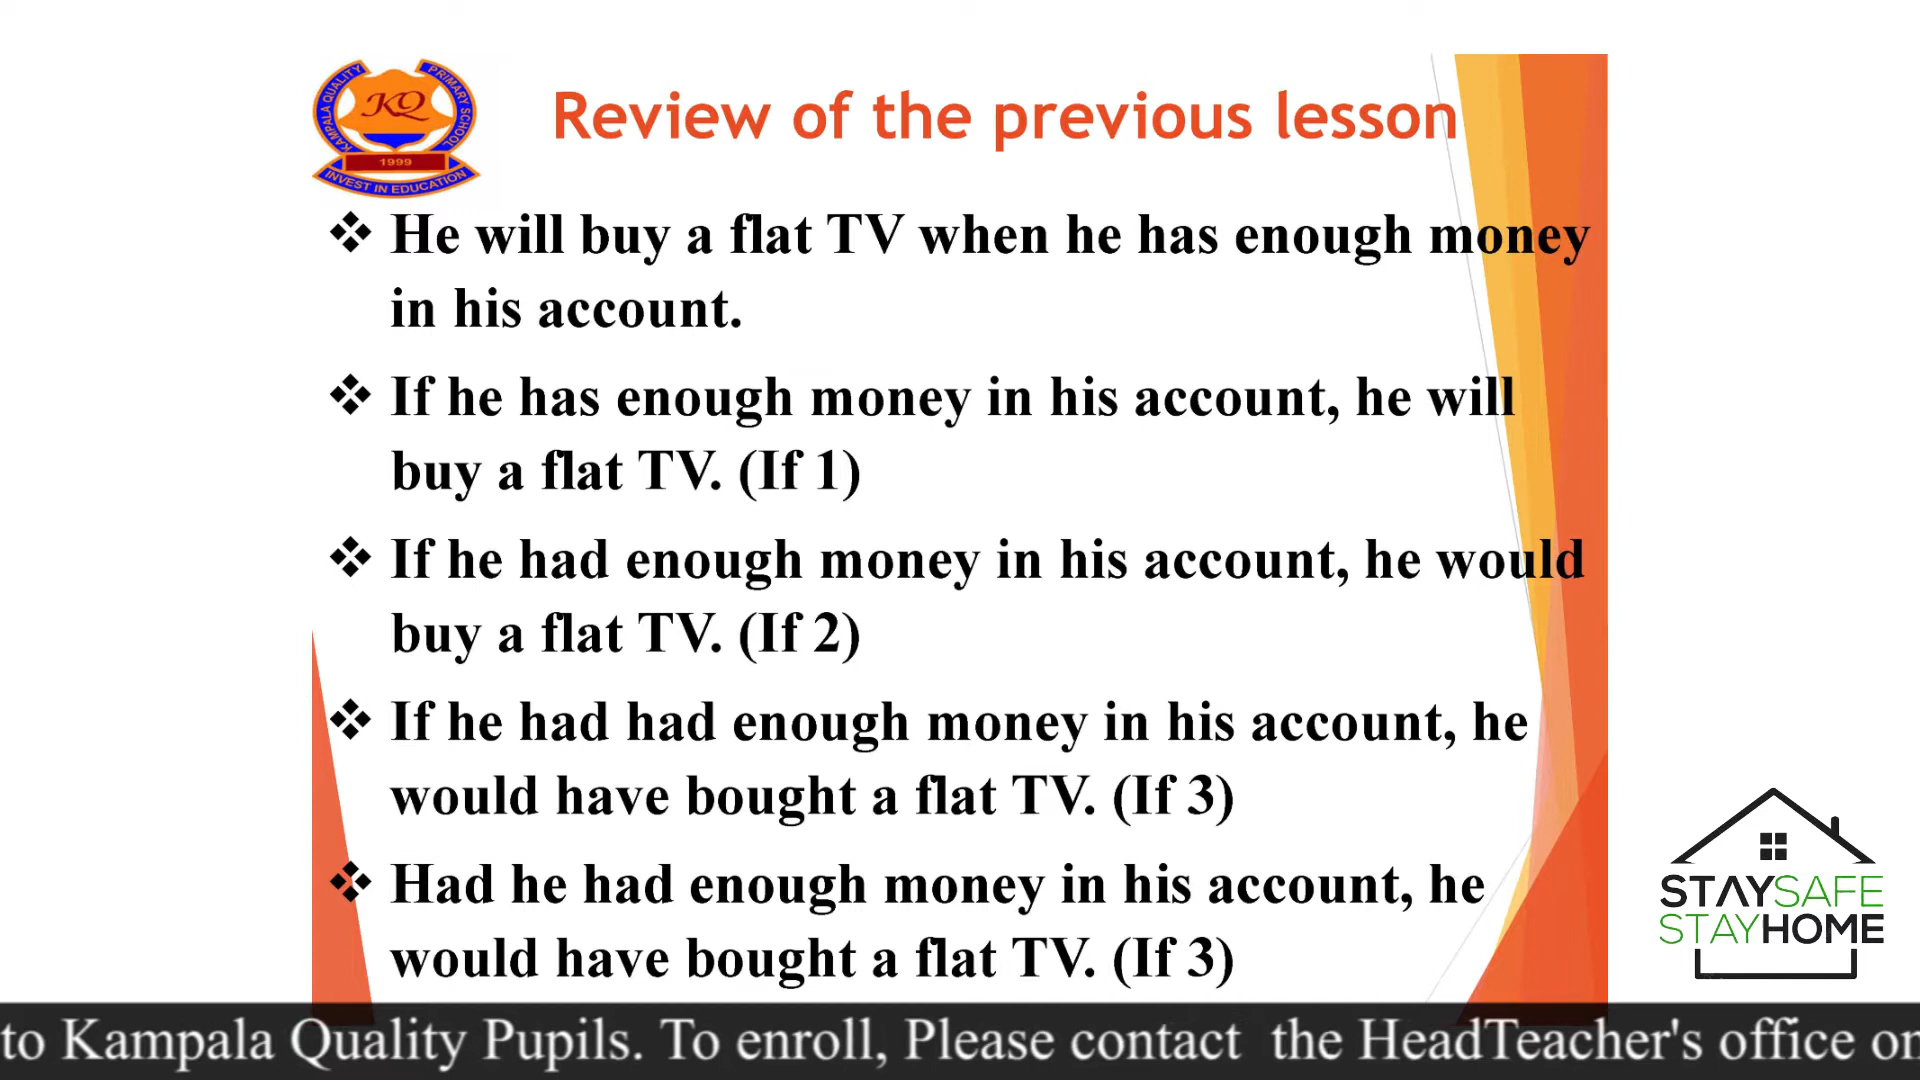 KAMPALA QUALITY PRIMARY SCHOOL
KQ
1999
INVEST IN EDUCATION
Review of the previous lesson
❖ He will buy a flat TV when he has enough money
in his account.
❖ If he has enough money in his account, he will
buy a flat TV. (If 1)
❖ If he had enough money in his account, he would
buy a flat TV. (If 2)
❖ If he had had enough money in his account, he
would have bought a flat TV. (If 3)
❖ Had he had enough money in his account, he
would have bought a flat TV. (If 3)
STAYSAFE
STAYHOME
to Kampala Quality Pupils. To enroll, Please contact the HeadTeacher's office on